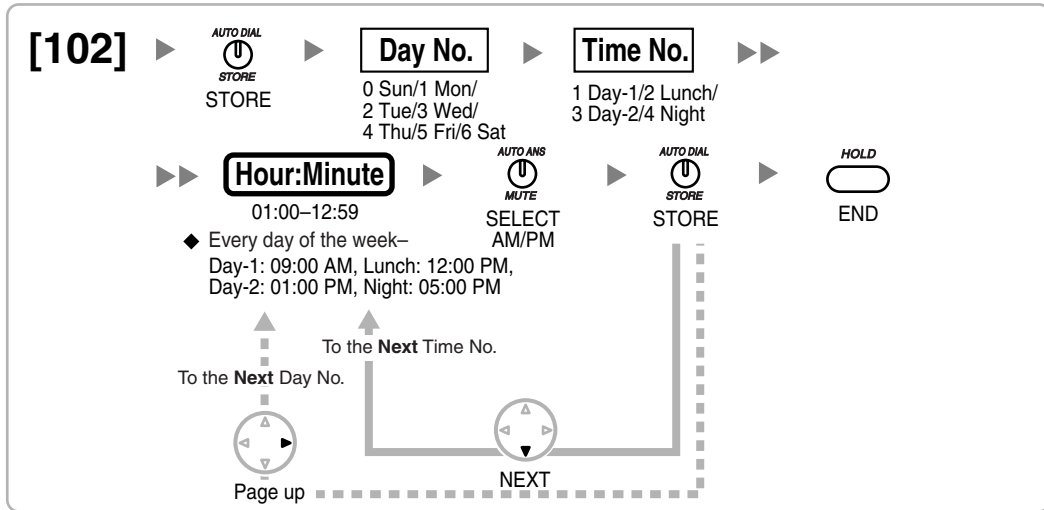 [102]
AUTO DIAL
STORE
STORE
Day No.
0 Sun/1 Mon/
2 Tue/3 Wed/
4 Thu/5 Fri/6 Sat
Time No.
1 Day-1/2 Lunch/
3 Day-2/4 Night
Hour:Minute
01:00–12:59
AUTO ANS
MUTE
SELECT
AM/PM
AUTO DIAL
STORE
STORE
HOLD
END
◆ Every day of the week–
Day-1: 09:00 AM, Lunch: 12:00 PM,
Day-2: 01:00 PM, Night: 05:00 PM
To the Next Time No.
To the Next Day No.
NEXT
Page up